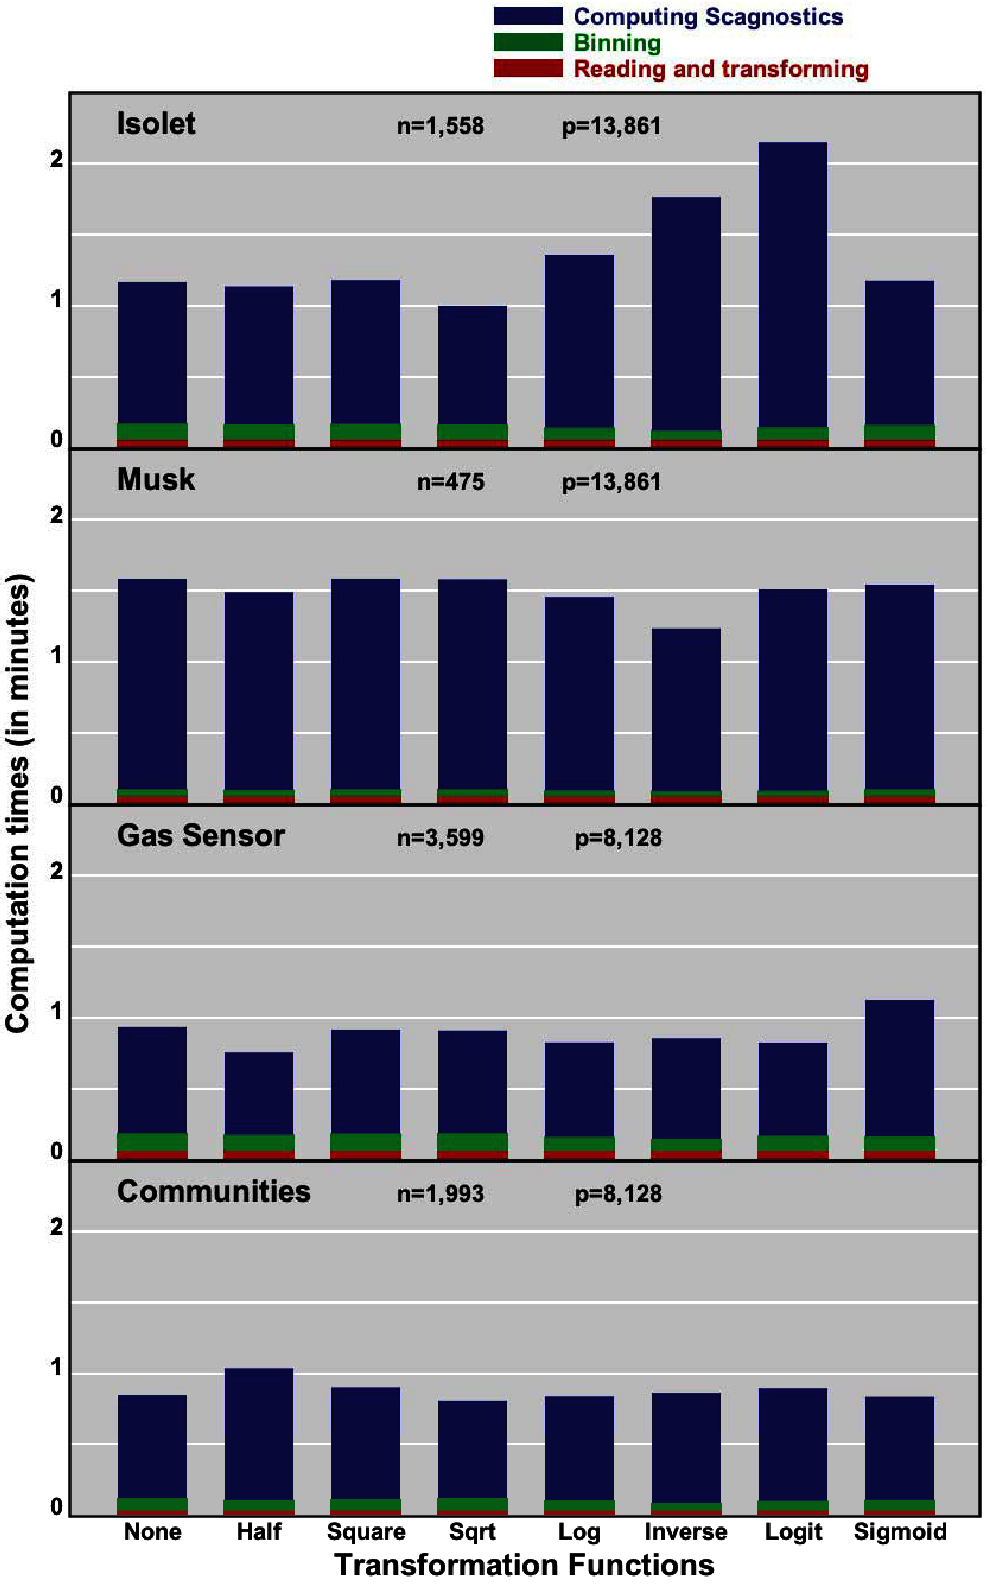 Computing Scagnostics
Binning
Reading and transforming
Isolet n=1,558 p=13,861
2
1
0
Musk n=475 p=13,861
2
1
0
Gas Sensor n=3,599 p=8,128
2
1
0
Communities n=1,993 p=8,128
2
1
0
Computation times (in minutes)
None Half Square Sqrt Log Inverse Logit Sigmoid
Transformation Functions